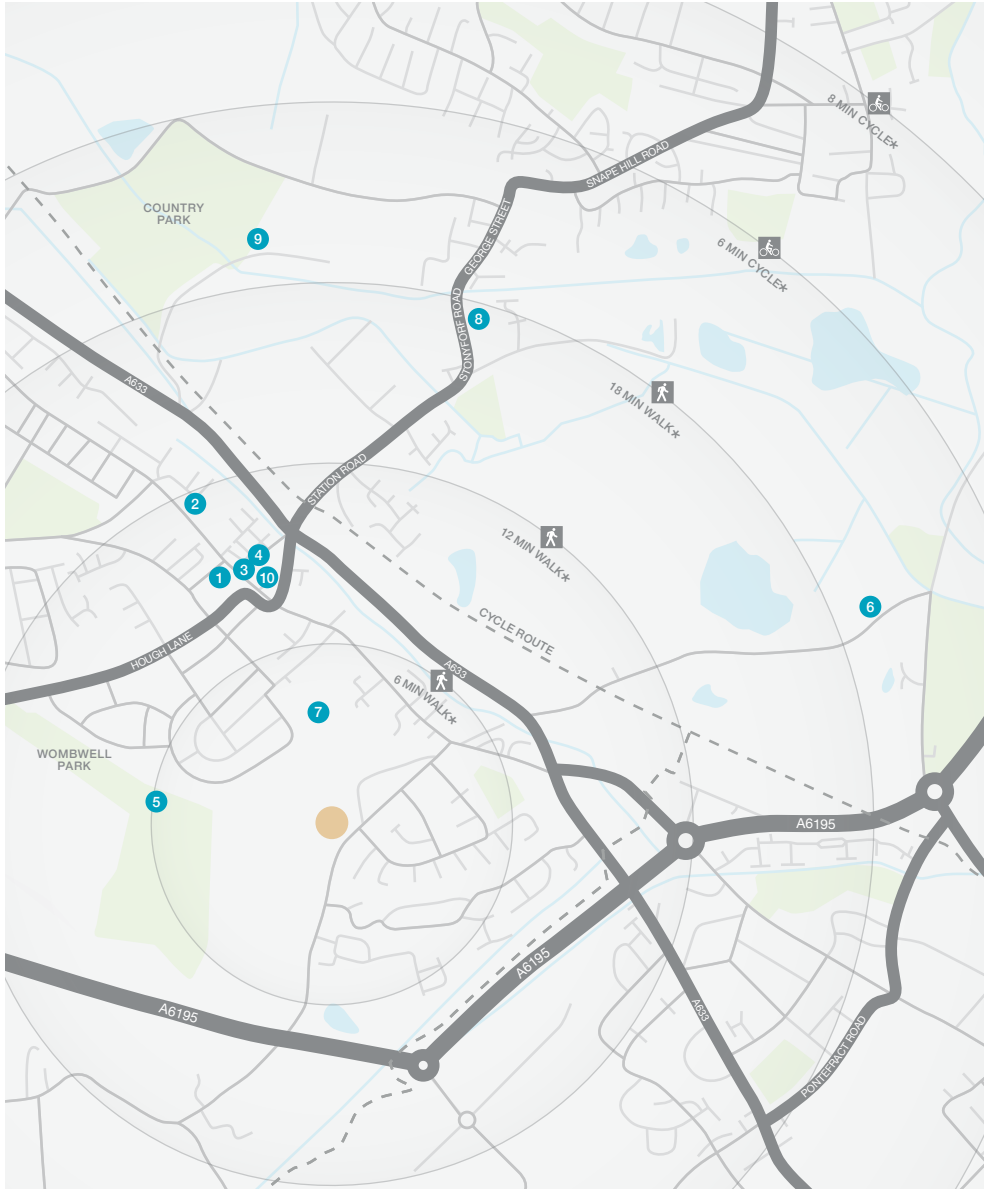 8 MIN CYCLE*
SNAPE HILL ROAD
COUNTRY
PARK
GEORGE STREET
9
6 MIN CYCLE*
STONYFORF ROAD
8
A633
18 MIN WALK*
STATION ROAD
2
12 MIN WALK*
4
3
1
10
6
CYCLE ROUTE
HOUGH LANE
A633
6 MIN WALK*
7
WOMBWELL
PARK
5
A6195
A6195
A6195
A633
PONTEFRACT ROAD